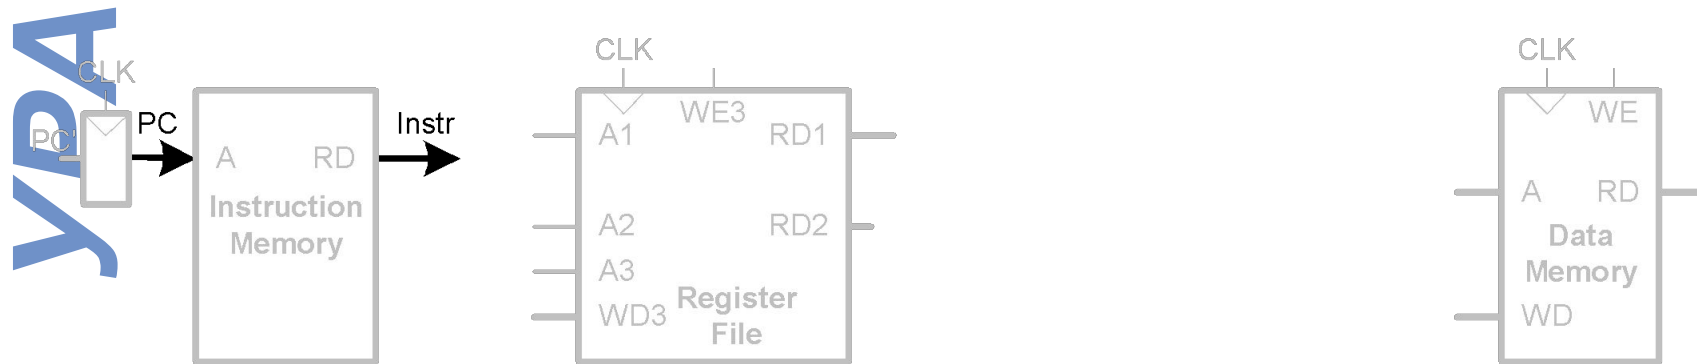 УРА
CLK
PC'
PC
A
RD
Instruction
Memory
Instr
CLK
WE3
A1
RD1
A2
RD2
A3
WD3
Register
File
CLK
WE
A
RD
Data
Memory
WD